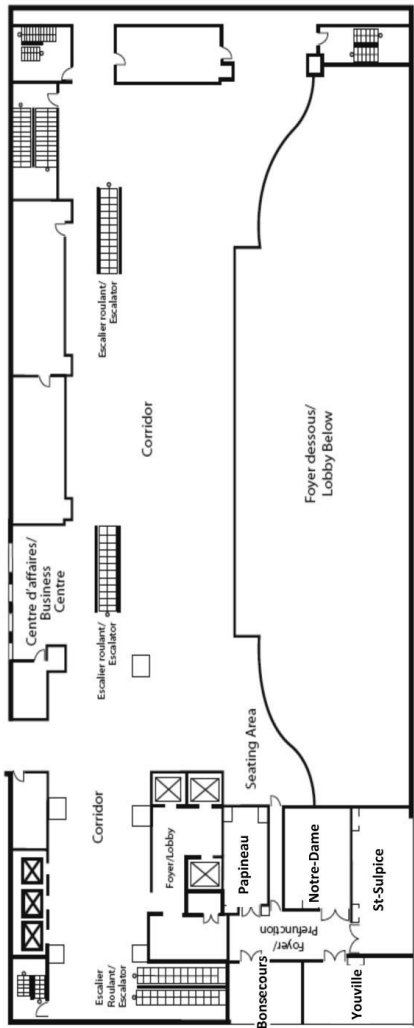 Escalier roulant/
Escalator
Corridor
Foyer dessous/
Lobby Below
Centre d'affaires/
Business
Centre
Escalier roulant/
Escalator
Seating Area
Corridor
Foyer/Lobby
Papineau
Notre-Dame
St-Sulpice
Foyer/
Prefunction
Escalier
Roulant/
Escalator
Bonsecours
Youville